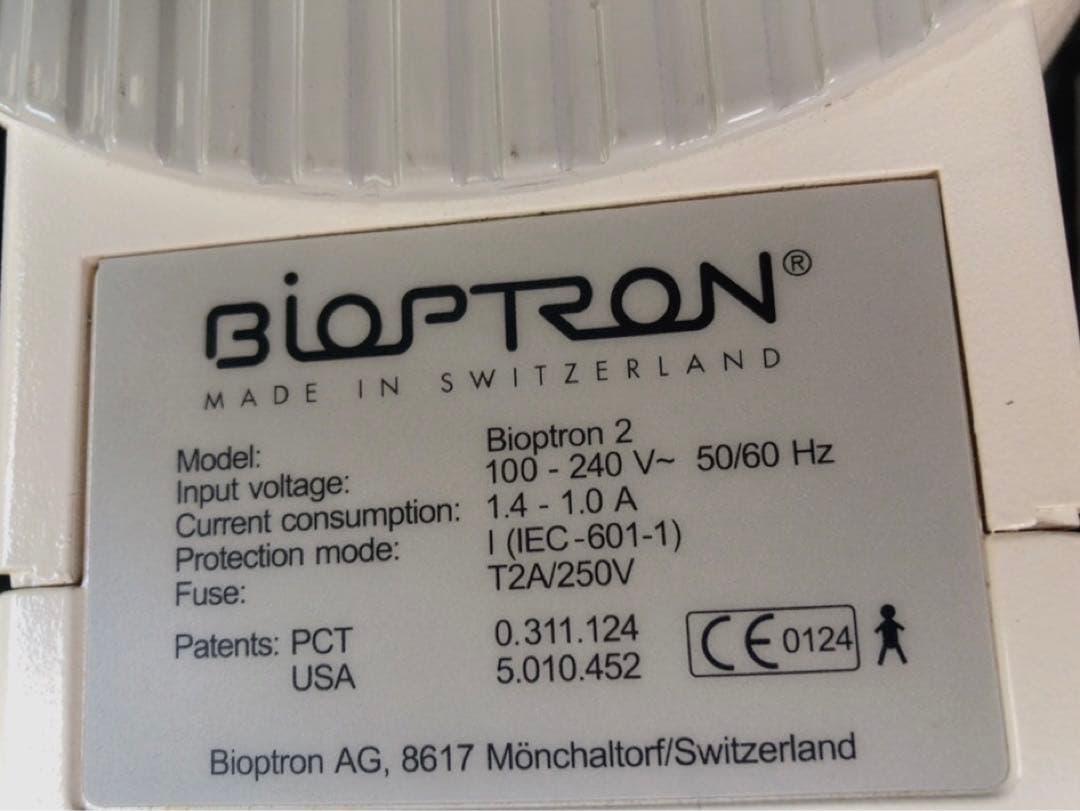 BIOPTRON®
MADE IN SWITZERLAND
Model: Bioptron 2
Input voltage: 100 - 240 V~ 50/60 Hz
Current consumption: 1.4 - 1.0 A
Protection mode: I (IEC-601-1)
Fuse: T2A/250V
Patents: PCT 0.311.124
USA 5.010.452
CE 0124
Bioptron AG, 8617 Mönchaltorf/Switzerland